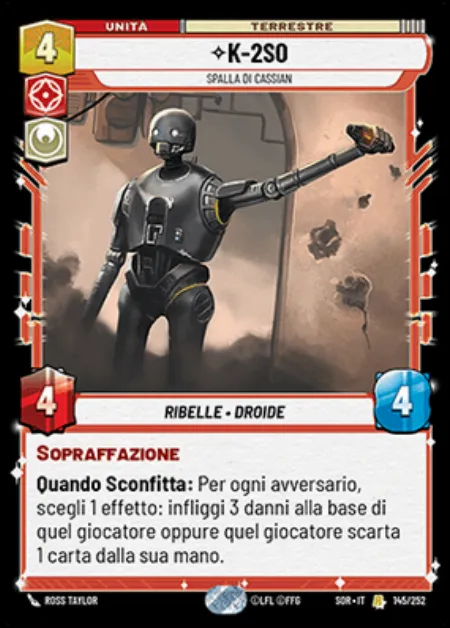 UNITÀ
TERRESTRE
4
✧K-2SO
SPALLA DI CASSIAN
4
RIBELLE • DROIDE
4
SOPRAFFAZIONE
Quando Sconfitta: Per ogni avversario,
scegli 1 effetto: infliggi 3 danni alla base di
quel giocatore oppure quel giocatore scarta
1 carta dalla sua mano.
ROSS TAYLOR
©LFL ©FFG
SOR • IT
R
145/252